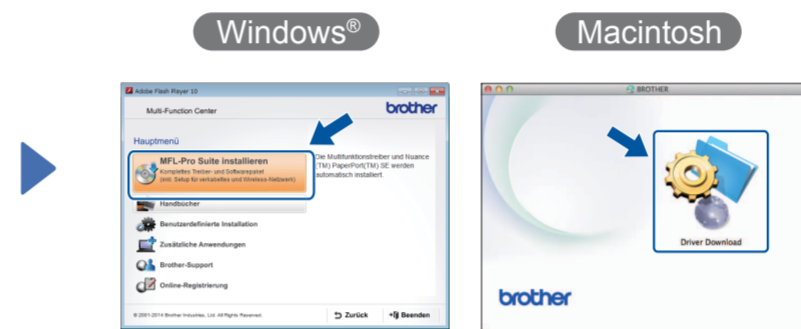 Windows®
Macintosh
Adobe Flash Player 10
BROTHER
Multi-Function Center
brother
Hauptmenü
MFL-Pro Suite installieren
Komplettes Treiber- und Softwarepaket
(inkl. Setup für verkabeltes und Wireless-Netzwerk)
Die Multifunktionstreiber und Nuance
(TM) PaperPort(TM) SE werden
automatisch installiert.
Handbücher
Benutzerdefinierte Installation
Zusätzliche Anwendungen
Brother-Support
Online-Registrierung
© 2001-2014 Brother Industries, Ltd. All Rights Reserved.
Zurück
Beenden
Driver Download
brother